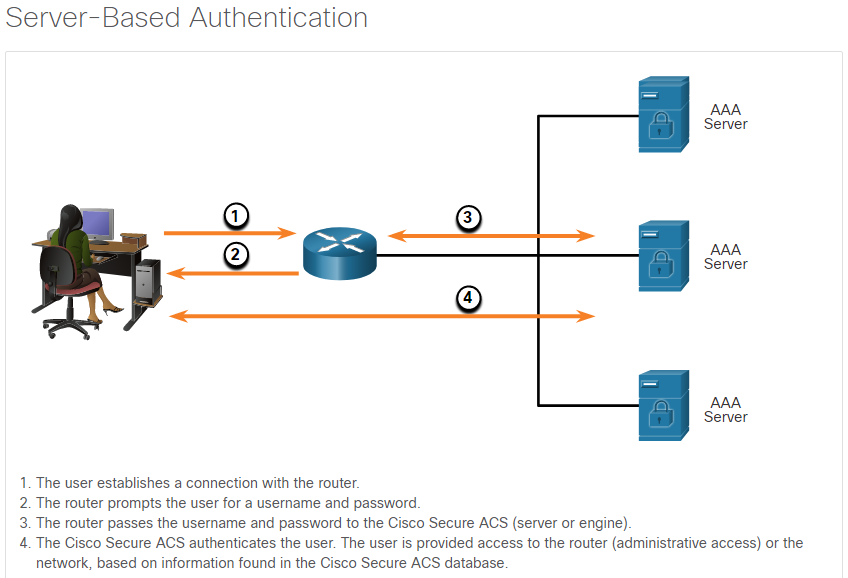 Server-Based Authentication
AAA
Server
1
3
2
AAA
Server
4
AAA
Server
1. The user establishes a connection with the router.
2. The router prompts the user for a username and password.
3. The router passes the username and password to the Cisco Secure ACS (server or engine).
4. The Cisco Secure ACS authenticates the user. The user is provided access to the router (administrative access) or the
network, based on information found in the Cisco Secure ACS database.